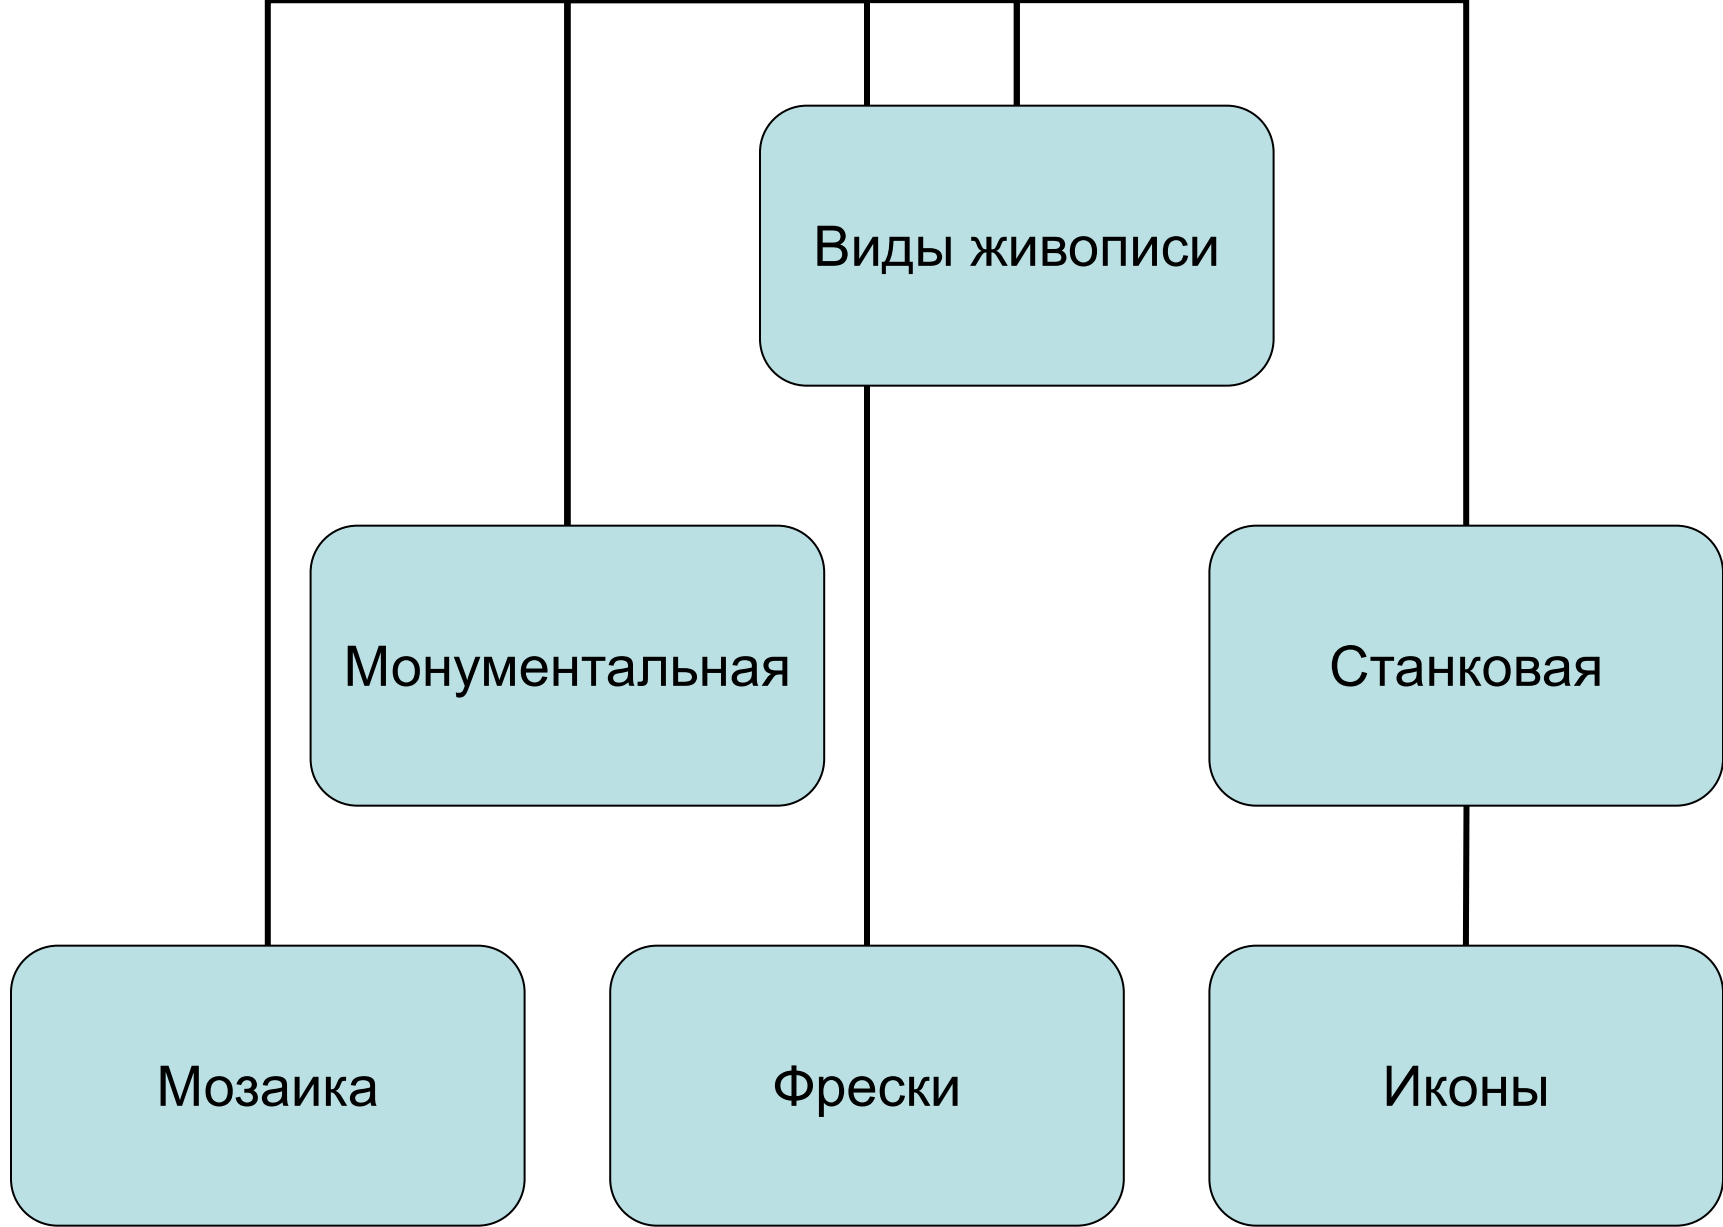 Виды живописи
Монументальная
Станковая
Мозаика
Фрески
Иконы